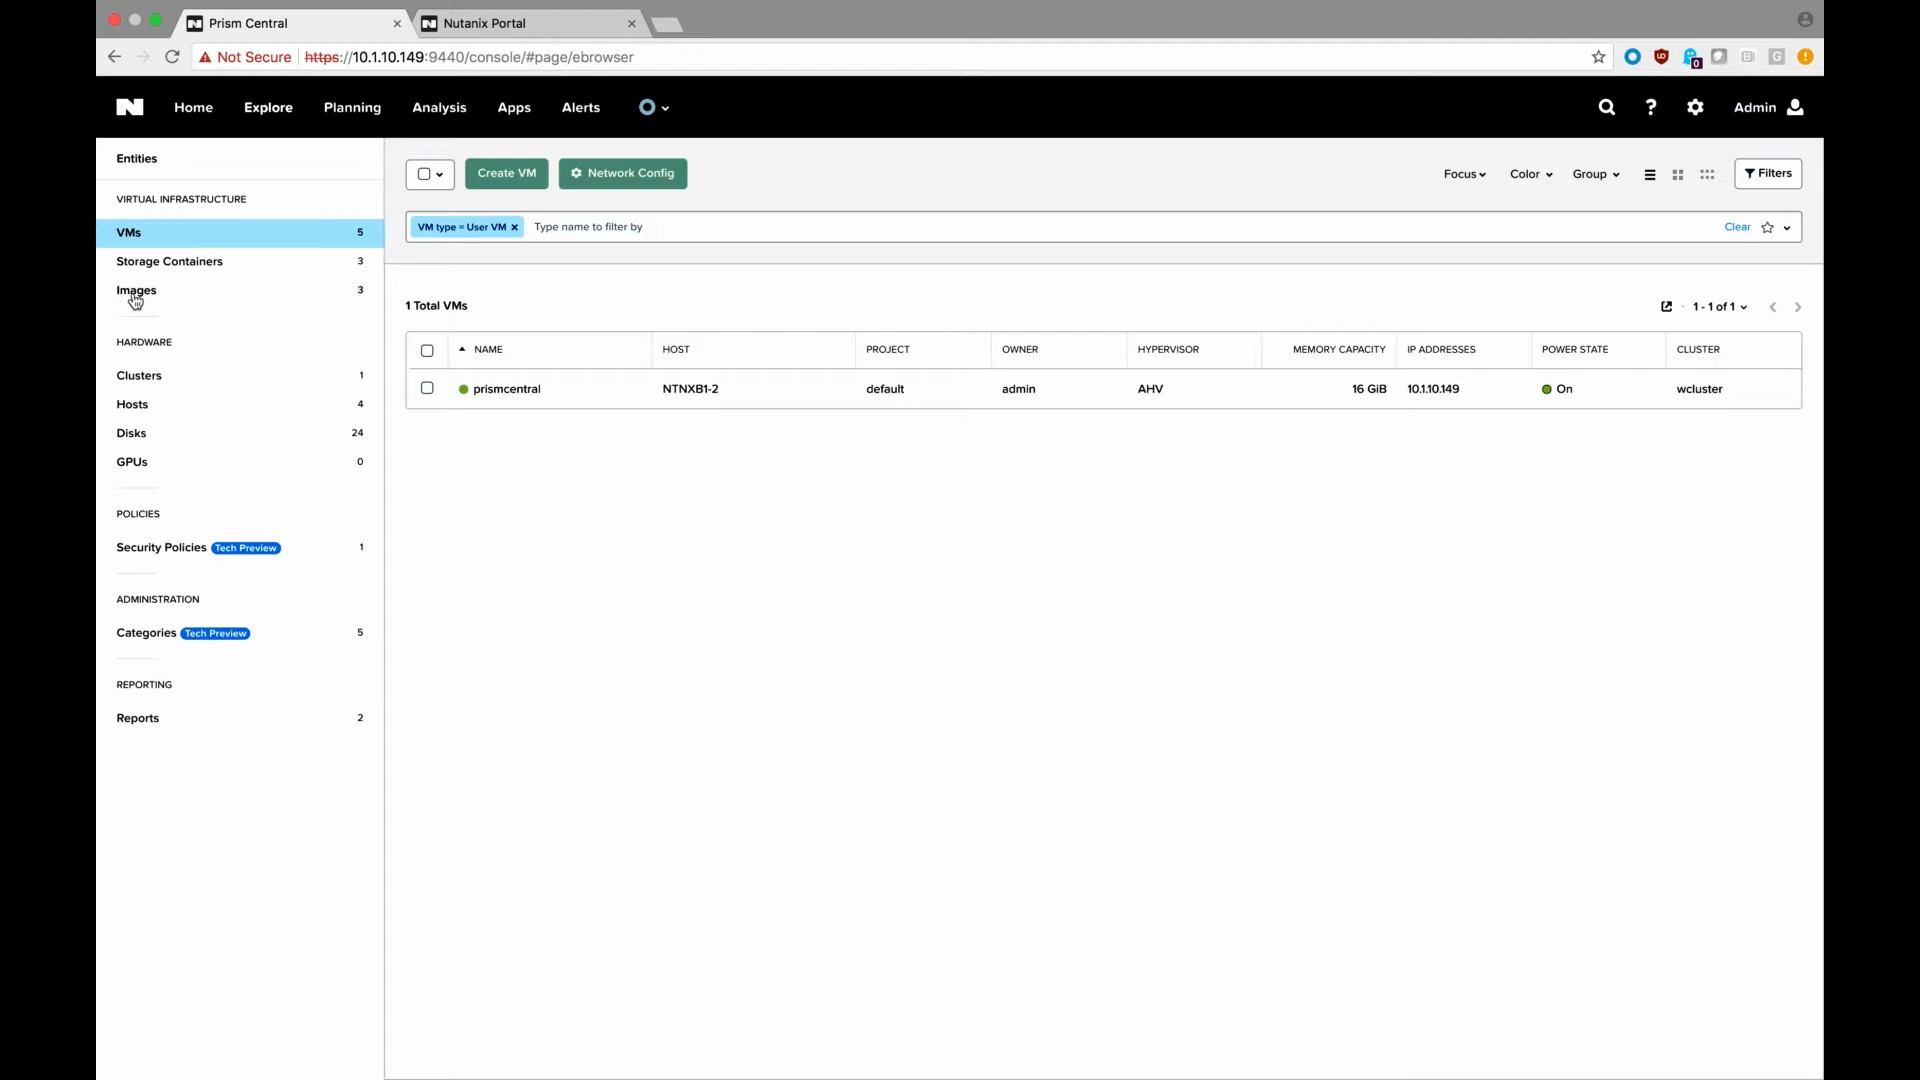 Prism Central
Nutanix Portal
Not Secure https://10.1.10.149:9440/console/#page/ebrowser
0
Home Explore Planning Analysis Apps Alerts
Admin
Entities
VIRTUAL INFRASTRUCTURE
VMs 5
Storage Containers 3
Images 3
HARDWARE
Clusters 1
Hosts 4
Disks 24
GPUs 0
POLICIES
Security Policies Tech Preview 1
ADMINISTRATION
Categories Tech Preview 5
REPORTING
Reports 2
Create VM Network Config
Focus Color Group Filters
VM type = User VM × Type name to filter by Clear
1 Total VMs
1 - 1 of 1
NAME HOST PROJECT OWNER HYPERVISOR MEMORY CAPACITY IP ADDRESSES POWER STATE CLUSTER
prismcentral NTNXB1-2 default admin AHV 16 GiB 10.1.10.149 On wcluster